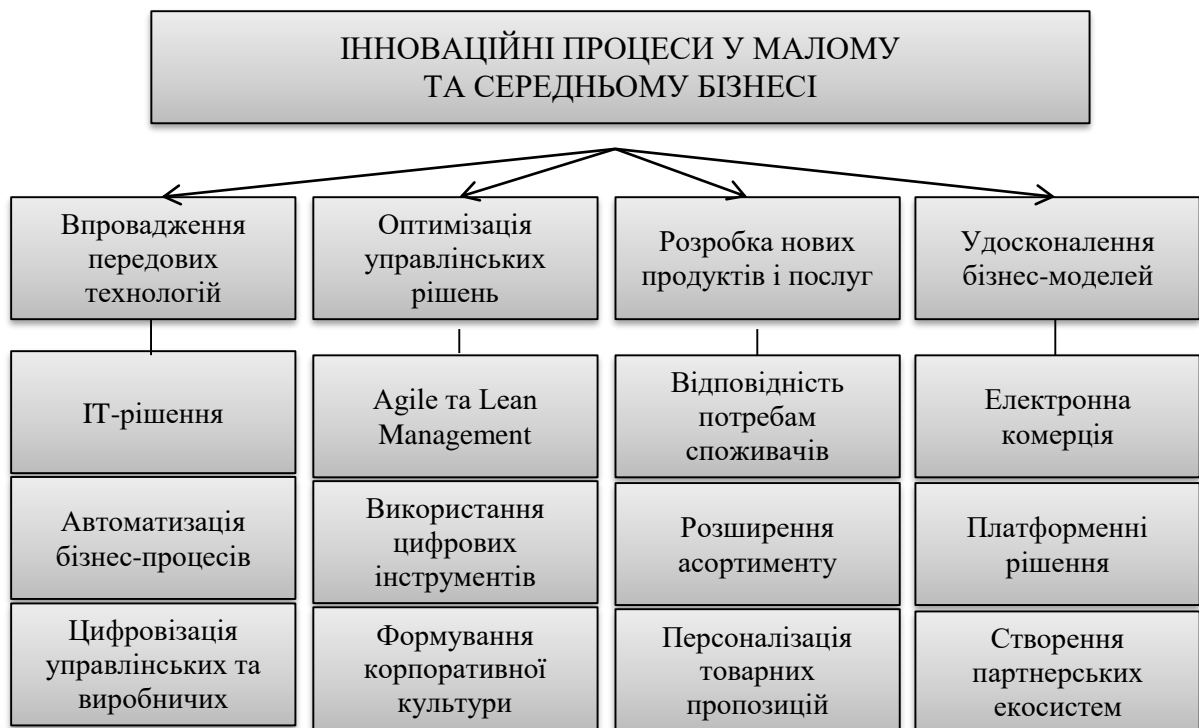 ІННОВАЦІЙНІ ПРОЦЕСИ У МАЛОМУ
ТА СЕРЕДНЬОМУ БІЗНЕСІ
Впровадження
передових
технологій
Оптимізація
управлінських
рішень
Розробка нових
продуктів і послуг
Удосконалення
бізнес-моделей
ІТ-рішення
Agile та Lean
Management
Відповідність
потребам
споживачів
Електронна
комерція
Автоматизація
бізнес-процесів
Використання
цифрових
інструментів
Розширення
асортименту
Платформенні
рішення
Цифровізація
управлінських та
виробничих
Формування
корпоративної
культури
Персоналізація
товарних
пропозицій
Створення
партнерських
екосистем